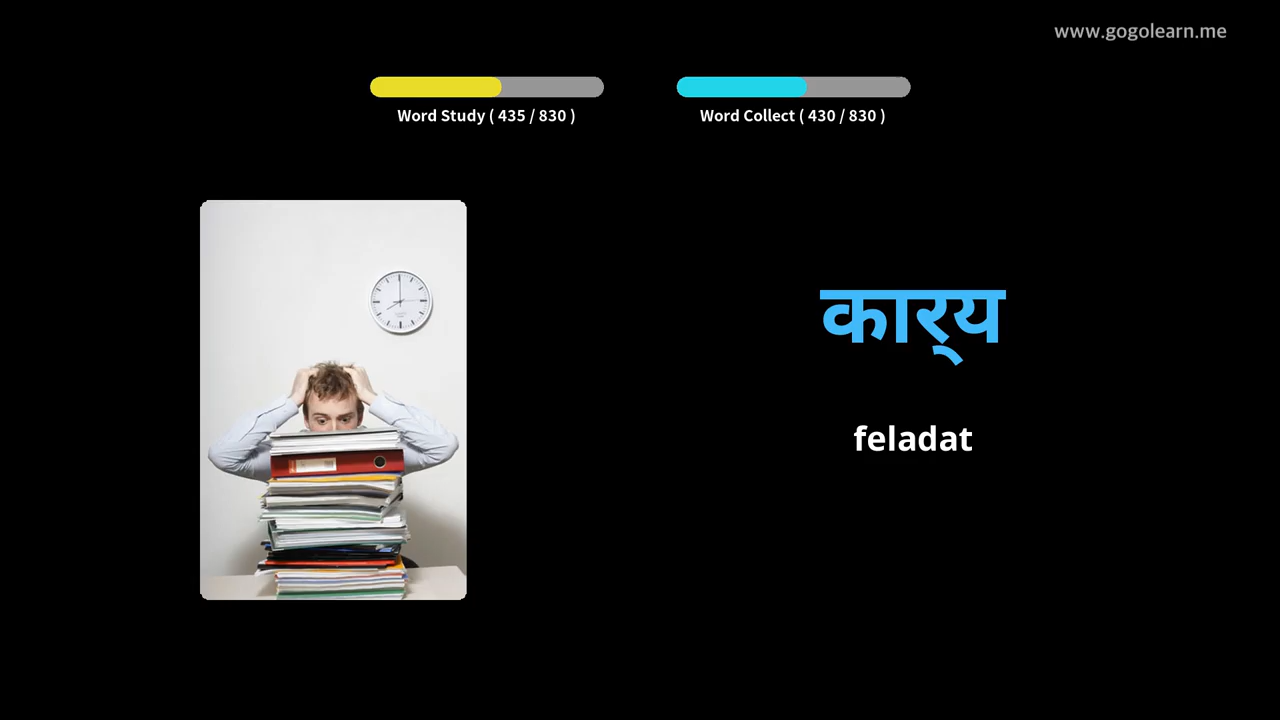 www.gogolearn.me
Word Study ( 435 / 830 )
Word Collect ( 430 / 830 )
कार्य
feladat